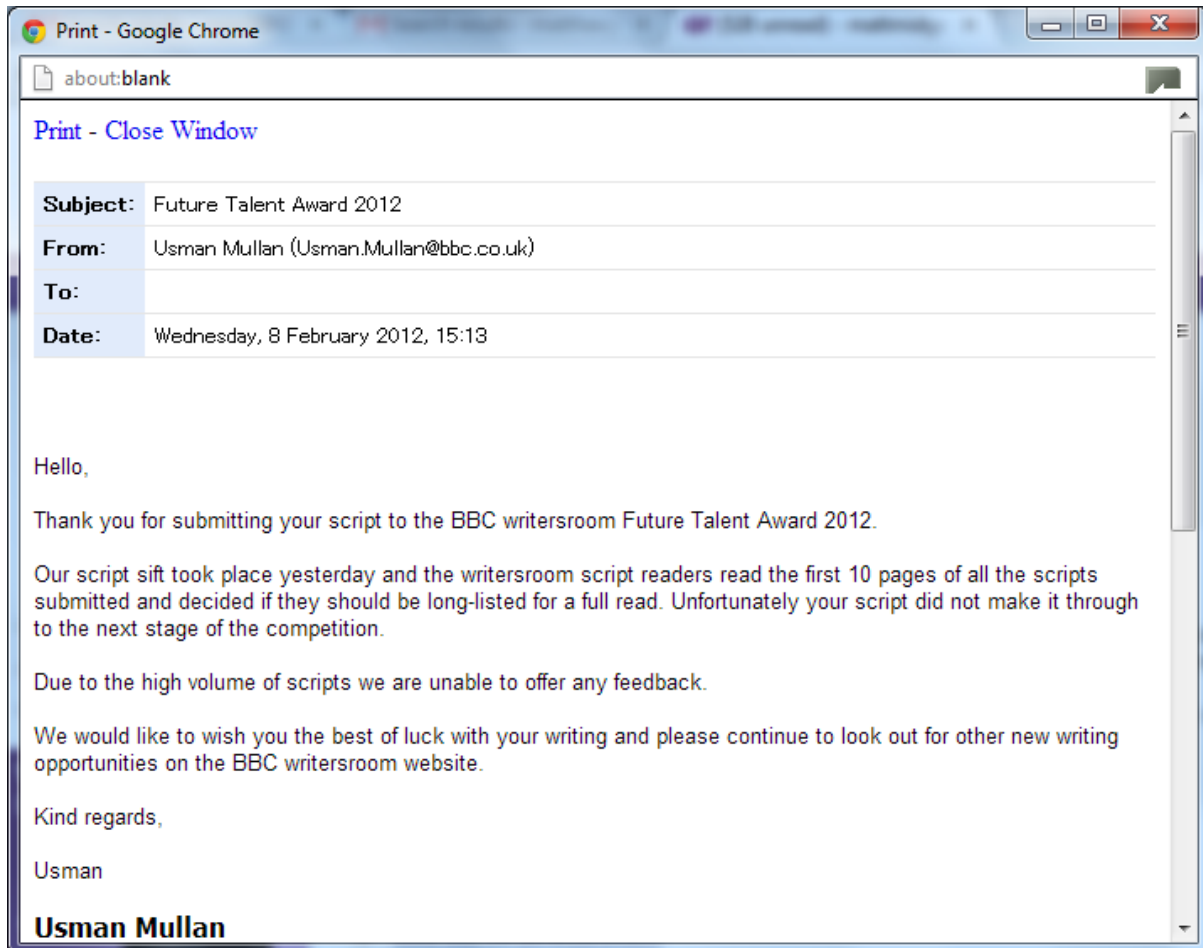 Print - Google Chrome
about:blank
Print - Close Window
Subject: Future Talent Award 2012
From: Usman Mullan (Usman.Mullan@bbc.co.uk)
To:
Date: Wednesday, 8 February 2012, 15:13
Hello,
Thank you for submitting your script to the BBC writersroom Future Talent Award 2012.
Our script sift took place yesterday and the writersroom script readers read the first 10 pages of all the scripts
submitted and decided if they should be long-listed for a full read. Unfortunately your script did not make it through
to the next stage of the competition.
Due to the high volume of scripts we are unable to offer any feedback.
We would like to wish you the best of luck with your writing and please continue to look out for other new writing
opportunities on the BBC writersroom website.
Kind regards,
Usman
Usman Mullan